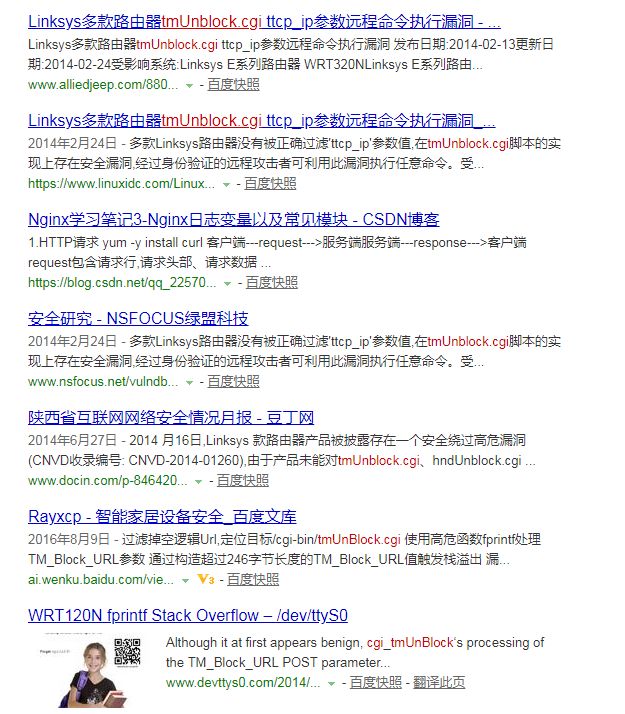 Linksys多款路由器tmUnblock.cgi ttcp_ip参数远程命令执行漏洞 - ...
Linksys多款路由器tmUnblock.cgi ttcp_ip参数远程命令执行漏洞 发布日期:2014-02-13更新日
期:2014-02-24受影响系统:Linksys E系列路由器 WRT320NLinksys E系列路由...
www.alliedjeep.com/880... - 百度快照
Linksys多款路由器tmUnblock.cgi ttcp_ip参数远程命令执行漏洞_...
2014年2月24日 - 多款Linksys路由器没有被正确过滤'ttcp_ip'参数值,在tmUnblock.cgi脚本的实
现上存在安全漏洞,经过身份验证的远程攻击者可利用此漏洞执行任意命令。受...
https://www.linuxidc.com/Linux... - 百度快照
Nginx学习笔记3-Nginx日志变量以及常见模块 - CSDN博客
1.HTTP请求 yum -y install curl 客户端---request--->服务端服务端---response--->客户端
request包含请求行,请求头部、请求数据 ...
https://blog.csdn.net/qq_22570... - 百度快照
安全研究 - NSFOCUS绿盟科技
2014年2月24日 - 多款Linksys路由器没有被正确过滤'ttcp_ip'参数值,在tmUnblock.cgi脚本的实
现上存在安全漏洞,经过身份验证的远程攻击者可利用此漏洞执行任意命令。受...
www.nsfocus.net/vulndb... - 百度快照
陕西省互联网网络安全情况月报 - 豆丁网
2014年6月27日 - 2014 月16日,Linksys 款路由器产品被披露存在一个安全绕过高危漏洞
(CNVD收录编号: CNVD-2014-01260),由于产品未能对tmUnblock.cgi、hndUnblock.cgi ...
www.docin.com/p-846420... - 百度快照
Rayxcp - 智能家居设备安全_百度文库
2016年8月9日 - 过滤掉空逻辑Url,定位目标/cgi-bin/tmUnBlock.cgi 使用高危函数fprintf处理
TM_Block_URL参数 通过构造超过246字节长度的TM_Block_URL值触发栈溢出 漏...
ai.wenku.baidu.com/vie... V3 - 百度快照
WRT120N fprintf Stack Overflow – /dev/ttyS0
Although it at first appears benign, cgi_tmUnBlock‘s processing of
the TM_Block_URL POST parameter...
www.devttys0.com/2014/... - 百度快照 - 翻译此页